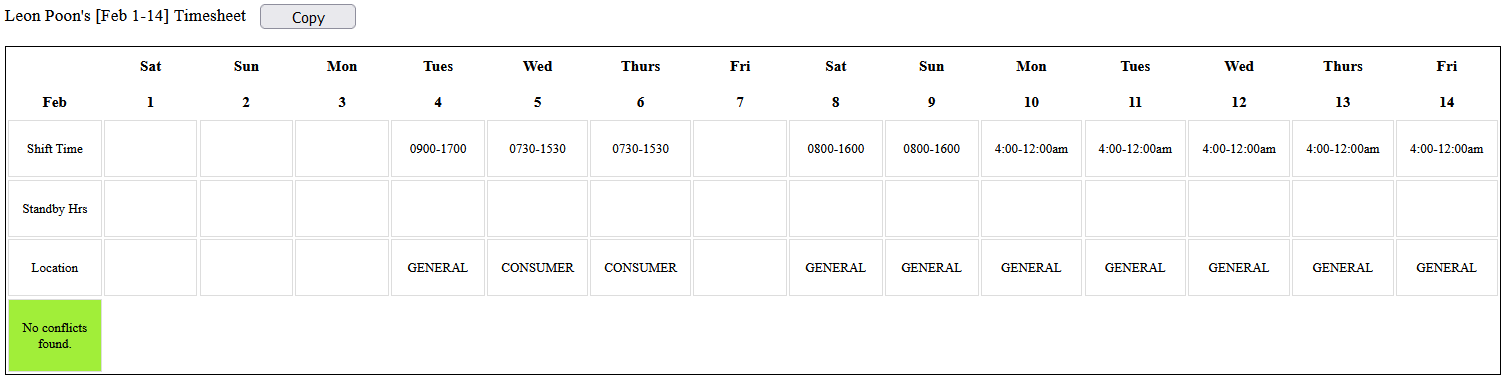 Leon Poon's [Feb 1-14] Timesheet Copy
Sat Sun Mon Tues Wed Thurs Fri Sat Sun Mon Tues Wed Thurs Fri
Feb 1 2 3 4 5 6 7 8 9 10 11 12 13 14
Shift Time 0900-1700 0730-1530 0730-1530 0800-1600 0800-1600 4:00-12:00am 4:00-12:00am 4:00-12:00am 4:00-12:00am 4:00-12:00am
Standby Hrs
Location GENERAL CONSUMER CONSUMER GENERAL GENERAL GENERAL GENERAL GENERAL GENERAL GENERAL
No conflicts
found.